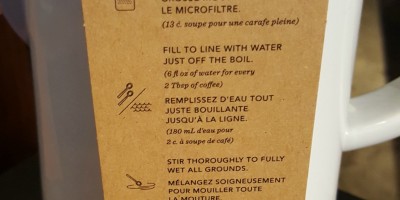 LE MICROFILTRE.
(13 c. soupe pour une carafe pleine)
FILL TO LINE WITH WATER
JUST OFF THE BOIL.
(6 fl oz of water for every
2 Tbsp of coffee)
REMPLISSEZ D'EAU TOUT
JUSTE BOUILLANTE
JUSQU'À LA LIGNE.
(180 mL d'eau pour
2 c. à soupe de café)
STIR THOROUGHLY TO FULLY
WET ALL GROUNDS.
MÉLANGEZ SOIGNEUSEMENT
POUR MOUILLER TOUTE
LA MOUTURE.